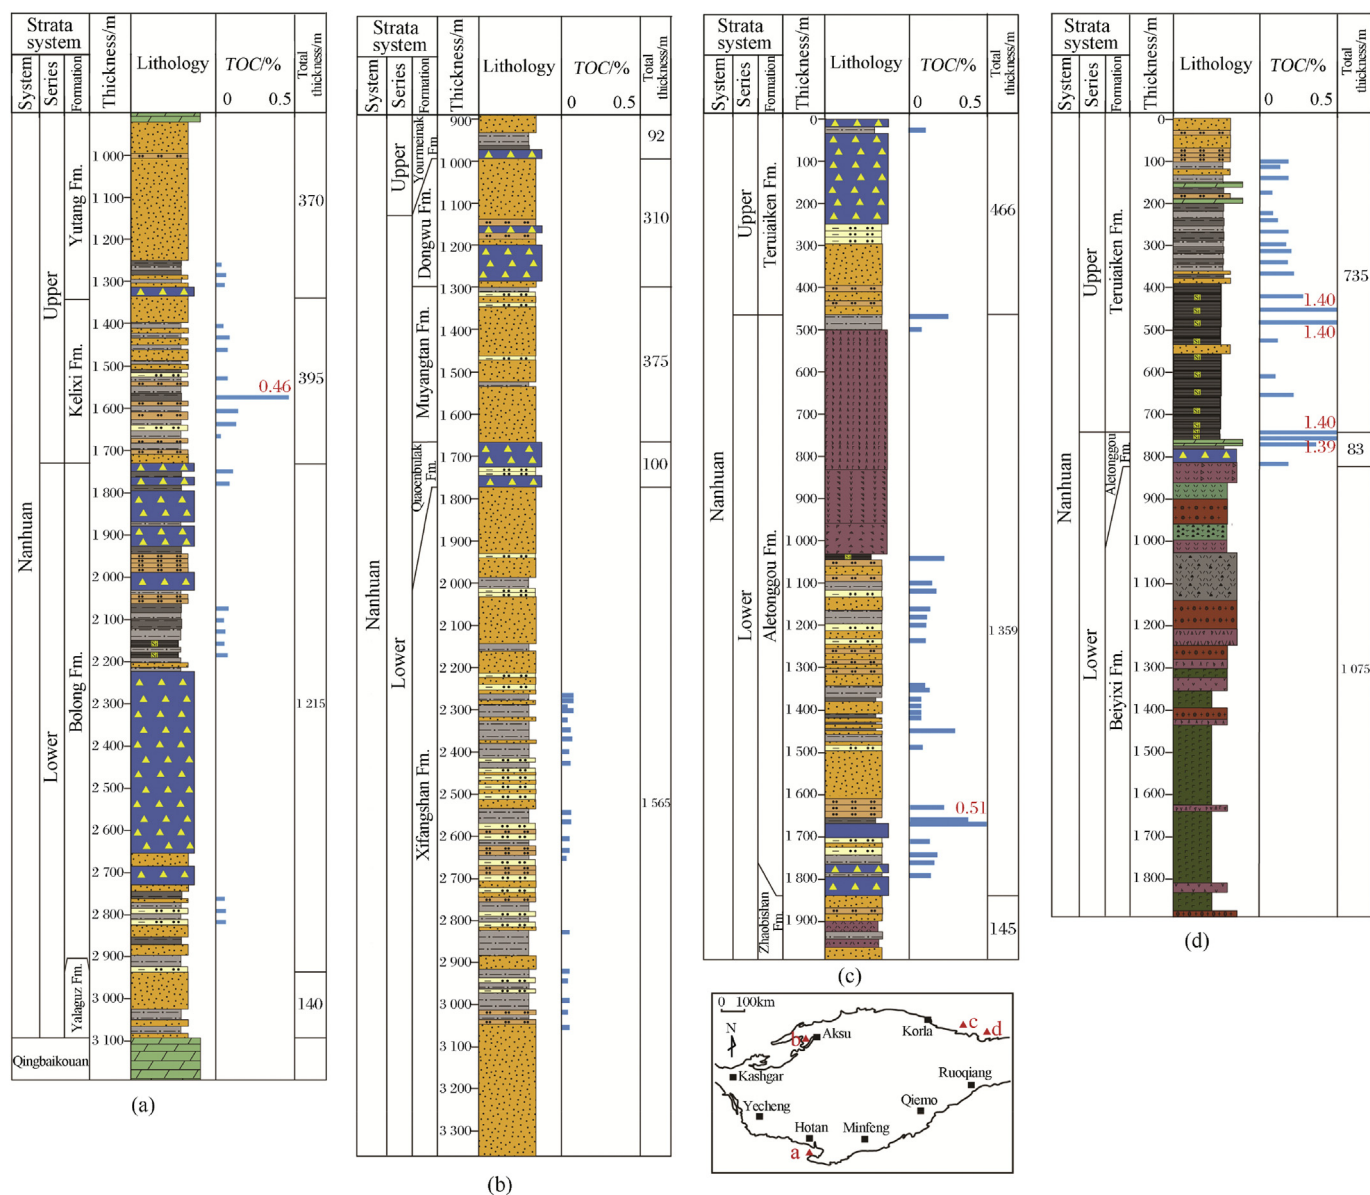 Strata
system
System
Series
Formation
Thickness/m
Lithology
TOC/%
0 0.5
Total
thickness/m
Nanhuan
Upper
Lower
Yutang Fm.
Kelixi Fm.
Bolong Fm.
Yalaguz Fm.
Qingbaikouan
1 000
1 100
1 200
1 300
1 400
1 500
1 600
1 700
1 800
1 900
2 000
2 100
2 200
2 300
2 400
2 500
2 600
2 700
2 800
2 900
3 000
3 100
0.46
370
395
1 215
140
(a)
Strata
system
System
Series
Formation
Thickness/m
Lithology
TOC/%
0 0.5
Total
thickness/m
Nanhuan
Upper
Lower
Yourmeinak
Fm
Dongwu Fm.
Muyangtan Fm.
Qiaoenbulak
Fm.
Xifangshan Fm.
900
1 000
1 100
1 200
1 300
1 400
1 500
1 600
1 700
1 800
1 900
2 000
2 100
2 200
2 300
2 400
2 500
2 600
2 700
2 800
2 900
3 000
3 100
3 200
3 300
92
310
375
100
1 565
(b)
Strata
system
System
Series
Formation
Thickness/m
Lithology
TOC/%
0 0.5
Total
thickness/m
Nanhuan
Upper
Lower
Teruiaiken Fm.
Aletonggou Fm.
Zhaobishan
Fm
0
100
200
300
400
500
600
700
800
900
1 000
1 100
1 200
1 300
1 400
1 500
1 600
1 700
1 800
1 900
0.51
466
1 359
145
(c)
Strata
system
System
Series
Formation
Thickness/m
Lithology
TOC/%
0 0.5
Total
thickness/m
Nanhuan
Upper
Lower
Teruiaiken Fm.
Aletonggou
Fm
Beiyixi Fm.
0
100
200
300
400
500
600
700
800
900
1 000
1 100
1 200
1 300
1 400
1 500
1 600
1 700
1 800
1.40
1.40
1.40
1.39
735
83
1 075
(d)
0 100km
N
Aksu
Korla
Kashgar
Ruoqiang
Yecheng
Qiemo
Hotan
Minfeng
a
b
c
d